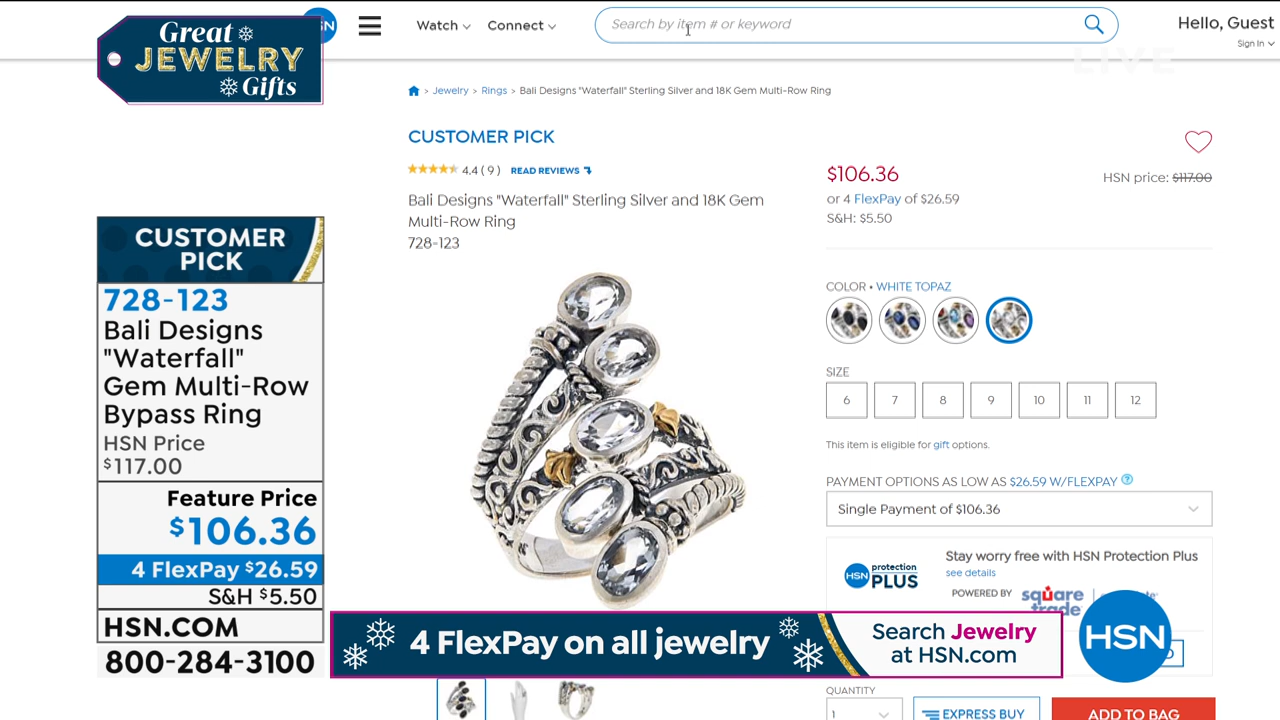 Great
JEWELRY
Gifts
Watch
Connect
Search by item # or keyword
Hello, Guest
Sign In
LIVE
> Jewelry > Rings > Bali Designs "Waterfall" Sterling Silver and 18K Gem Multi-Row Ring
CUSTOMER PICK
4.4 ( 9 ) READ REVIEWS
Bali Designs "Waterfall" Sterling Silver and 18K Gem
Multi-Row Ring
728-123
$106.36
HSN price: $117.00
or 4 FlexPay of $26.59
S&H: $5.50
COLOR • WHITE TOPAZ
SIZE
6 7 8 9 10 11 12
This item is eligible for gift options.
PAYMENT OPTIONS AS LOW AS $26.59 W/FLEXPAY ?
Single Payment of $106.36
HSN protection
PLUS
Stay worry free with HSN Protection Plus
see details
POWERED BY square
trade
QUANTITY
1
EXPRESS BUY
ADD TO BAG
CUSTOMER
PICK
728-123
Bali Designs
"Waterfall"
Gem Multi-Row
Bypass Ring
HSN Price
$117.00
Feature Price
$106.36
4 FlexPay $26.59
S&H $5.50
HSN.COM
800-284-3100
4 FlexPay on all jewelry
Search Jewelry
at HSN.com
HSN